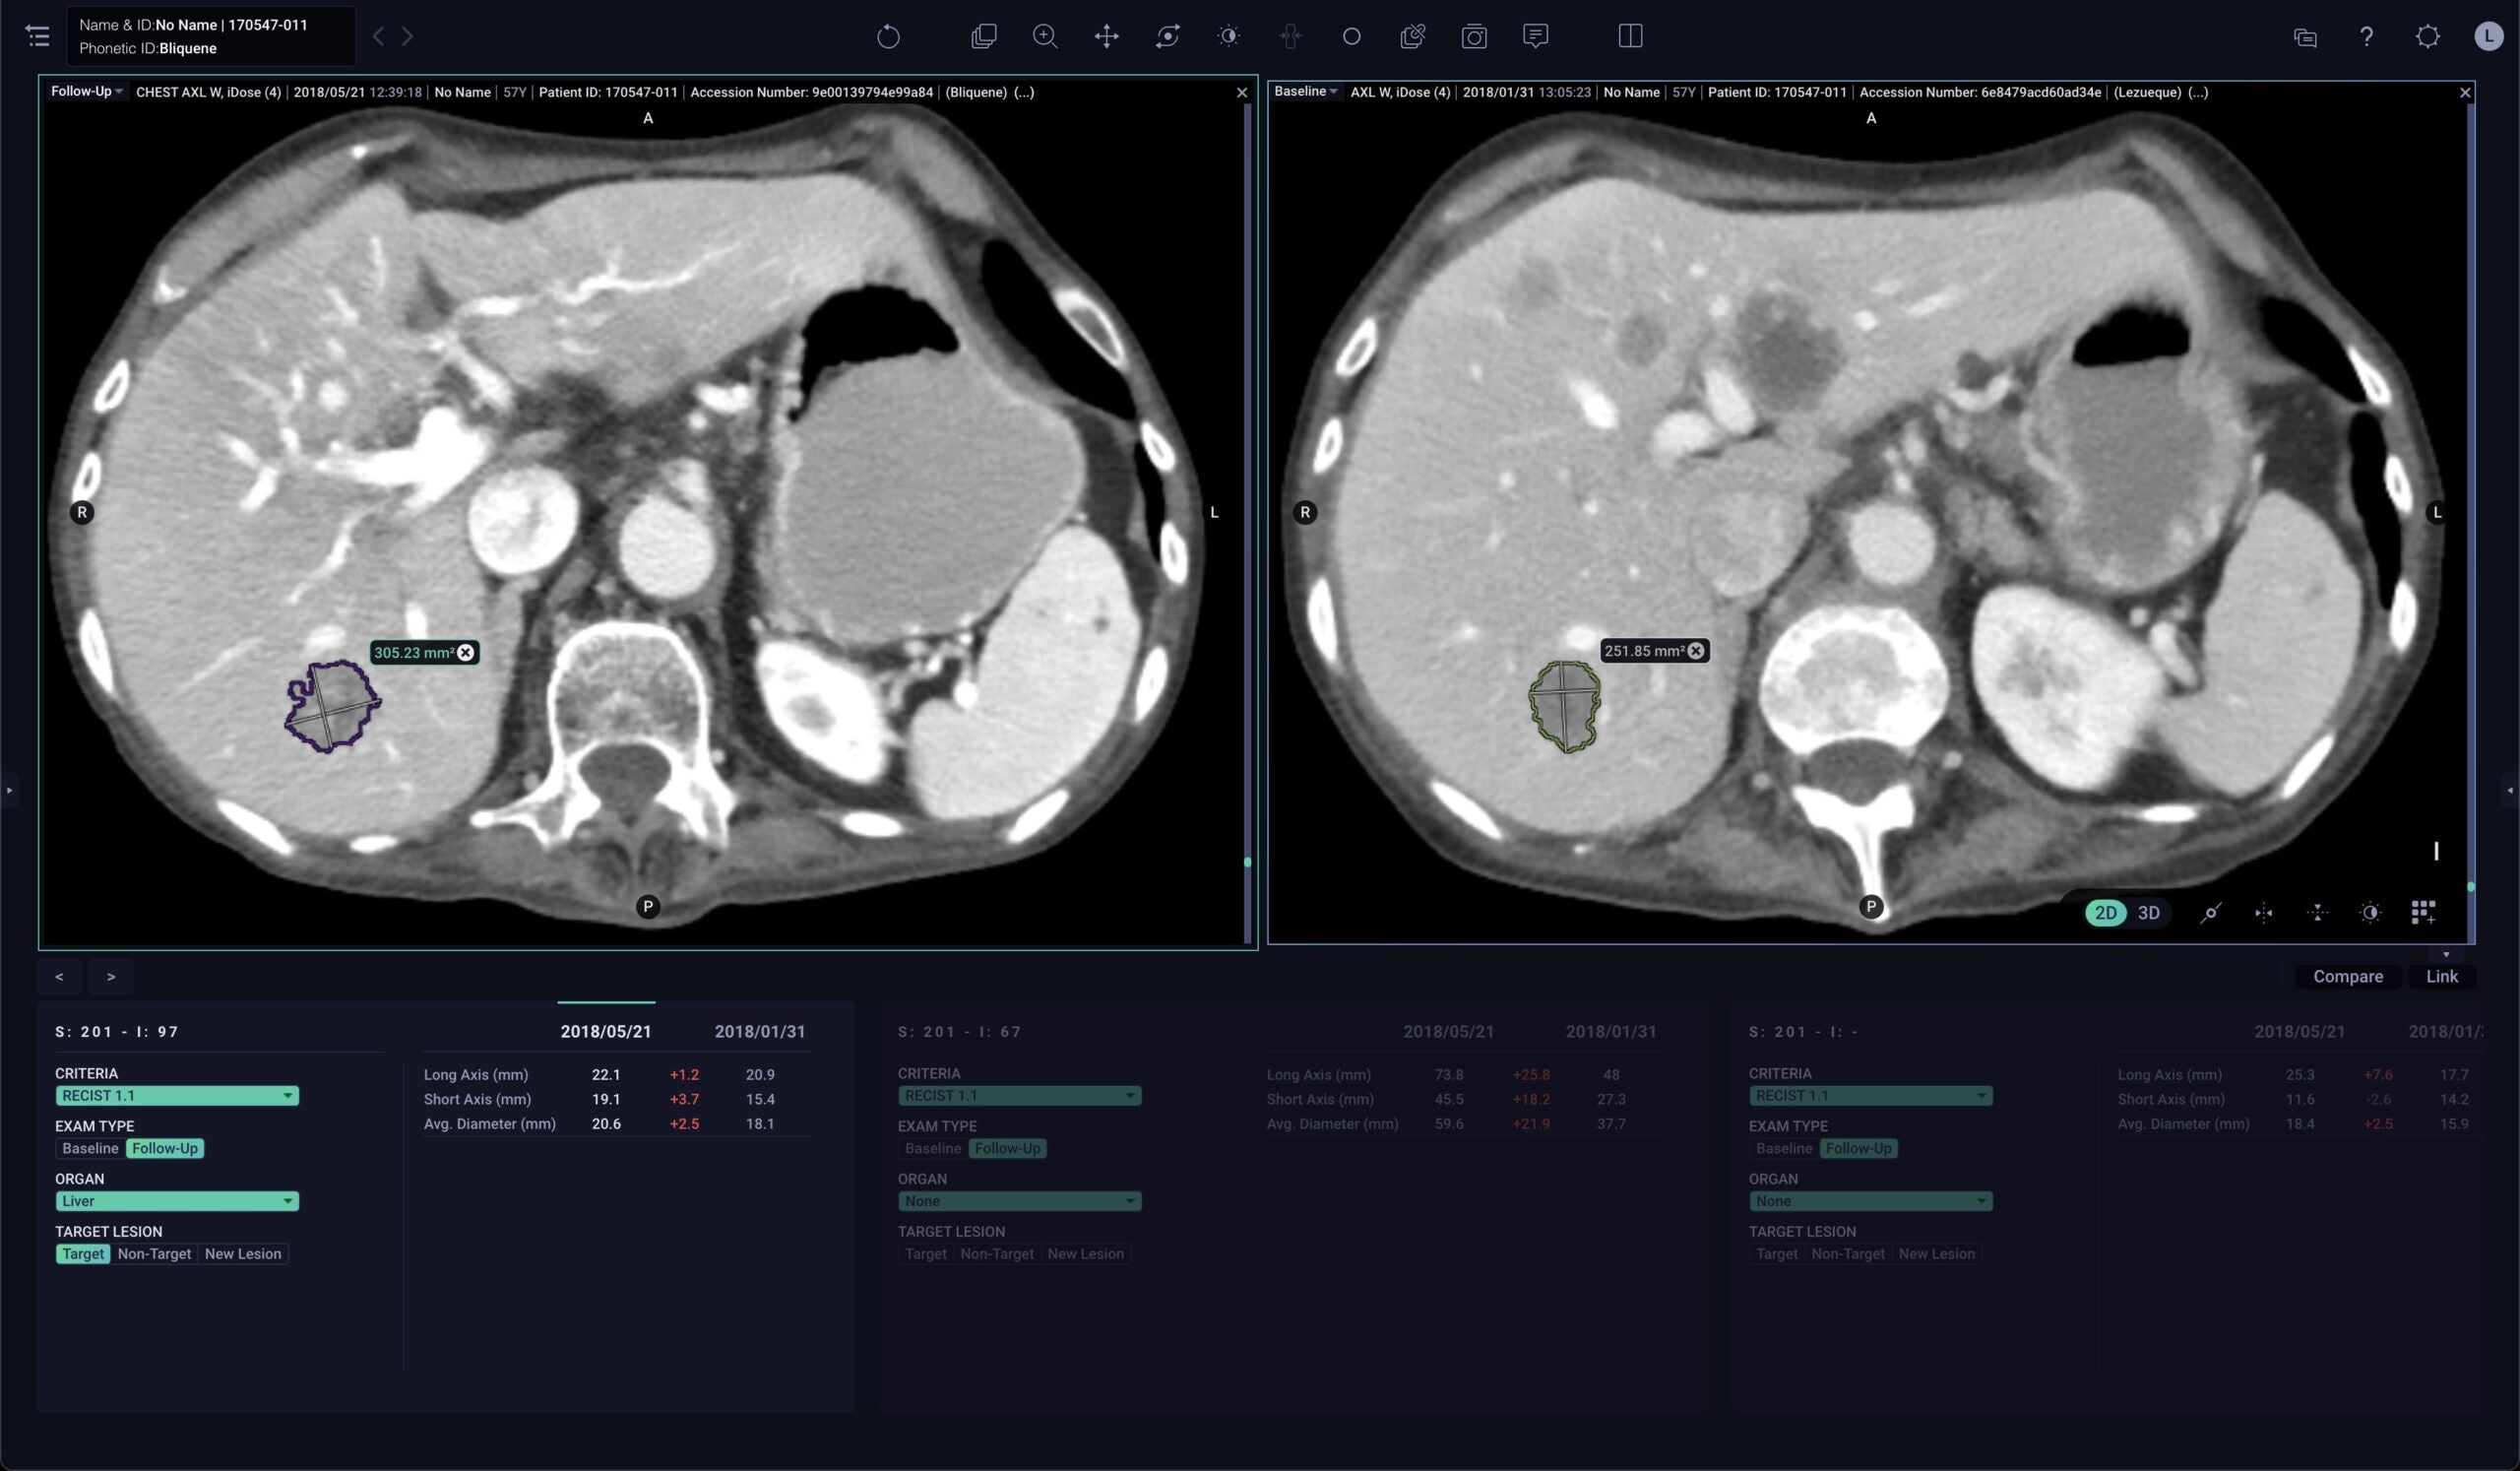 Name & ID:No Name | 170547-011
Phonetic ID:Bliquene
?
L
Follow-Up CHEST AXL W, iDose (4) | 2018/05/21 12:39:18 | No Name | 57Y | Patient ID: 170547-011 | Accession Number: 9e00139794e99a84 | (Bliquene) (...)
A
R
L
305.23 mm²
P
Baseline AXL W, iDose (4) | 2018/01/31 13:05:23 | No Name | 57Y | Patient ID: 170547-011 | Accession Number: 6e8479acd60ad34e | (Lezueque) (...)
A
R
L
251.85 mm²
P
2D 3D
< >
Compare Link
S: 201 - I: 97
CRITERIA
RECIST 1.1
EXAM TYPE
Baseline Follow-Up
ORGAN
Liver
TARGET LESION
Target Non-Target New Lesion
2018/05/21 2018/01/31
Long Axis (mm) 22.1 +1.2 20.9
Short Axis (mm) 19.1 +3.7 15.4
Avg. Diameter (mm) 20.6 +2.5 18.1
S: 201 - I: 67
CRITERIA
RECIST 1.1
EXAM TYPE
Baseline Follow-Up
ORGAN
None
TARGET LESION
Target Non-Target New Lesion
2018/05/21 2018/01/31
Long Axis (mm) 73.8 +25.8 48
Short Axis (mm) 45.5 +18.2 27.3
Avg. Diameter (mm) 59.6 +21.9 37.7
S: 201 - I: -
CRITERIA
RECIST 1.1
EXAM TYPE
Baseline Follow-Up
ORGAN
None
TARGET LESION
Target Non-Target New Lesion
2018/05/21 2018/01/
Long Axis (mm) 25.3 +7.6 17.7
Short Axis (mm) 11.6 -2.6 14.2
Avg. Diameter (mm) 18.4 +2.5 15.9